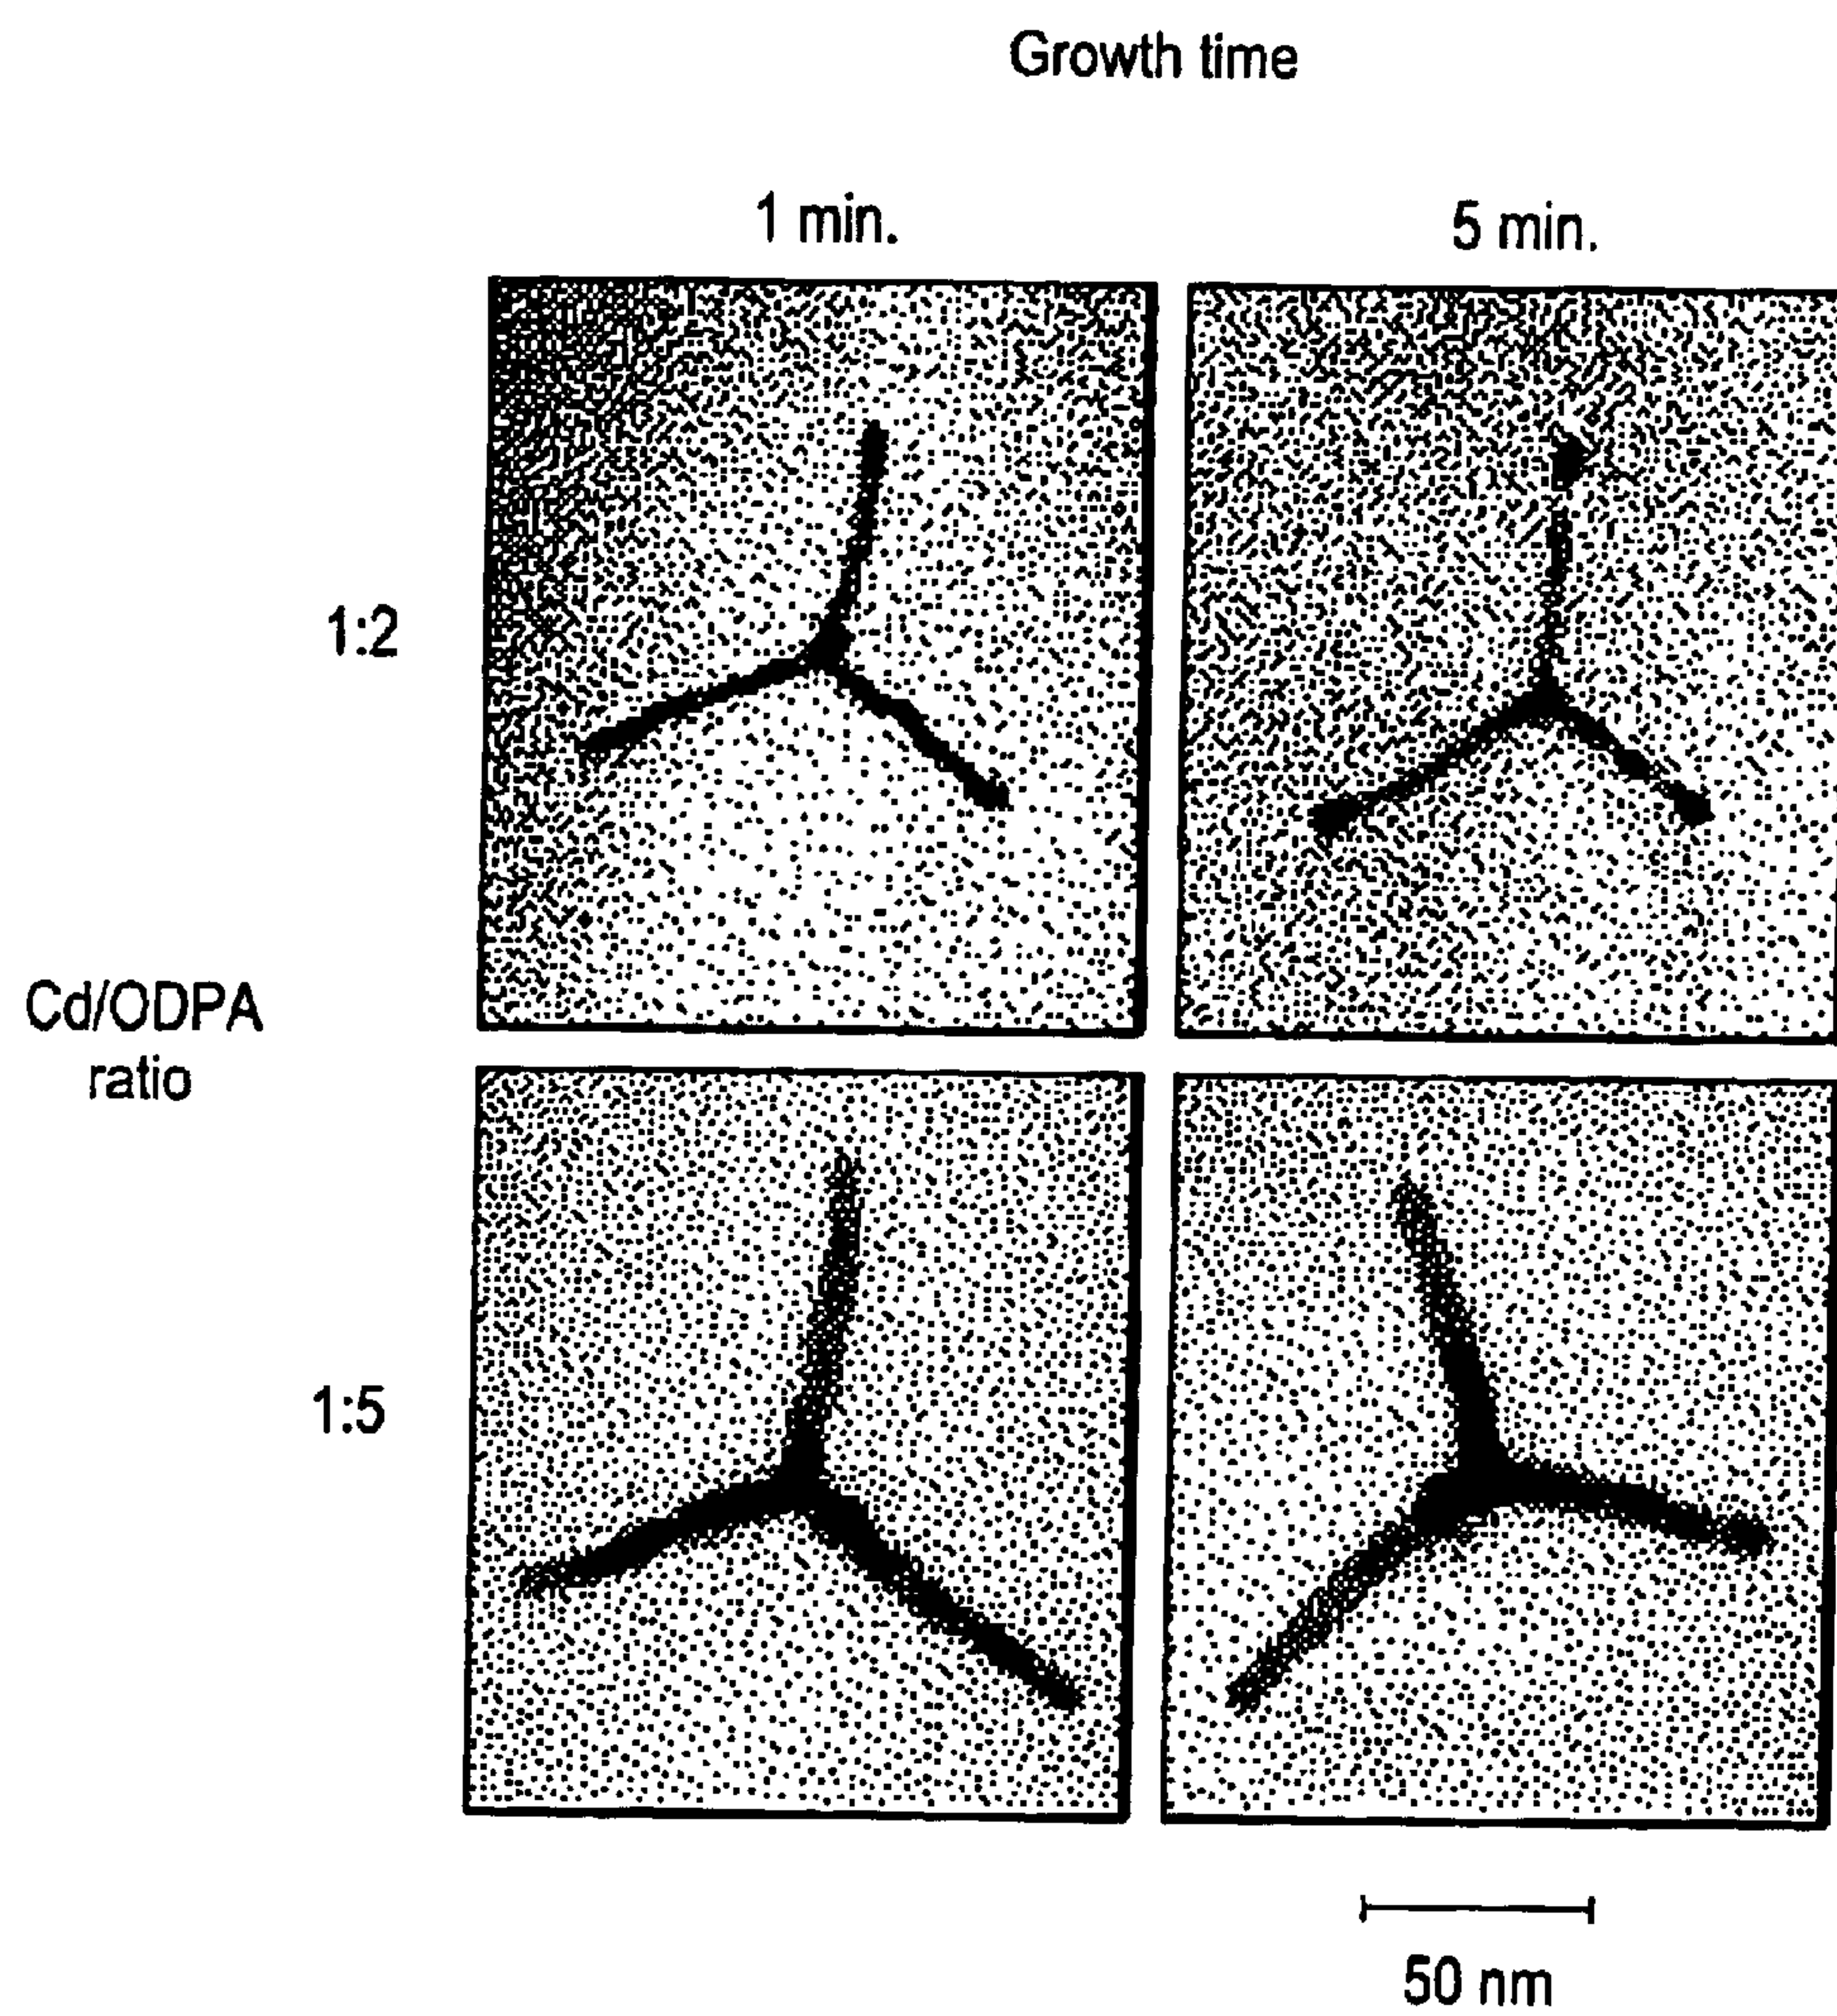 Growth time
1 min.
5 min.
1:2
Cd/ODPA
ratio
1:5
50 nm